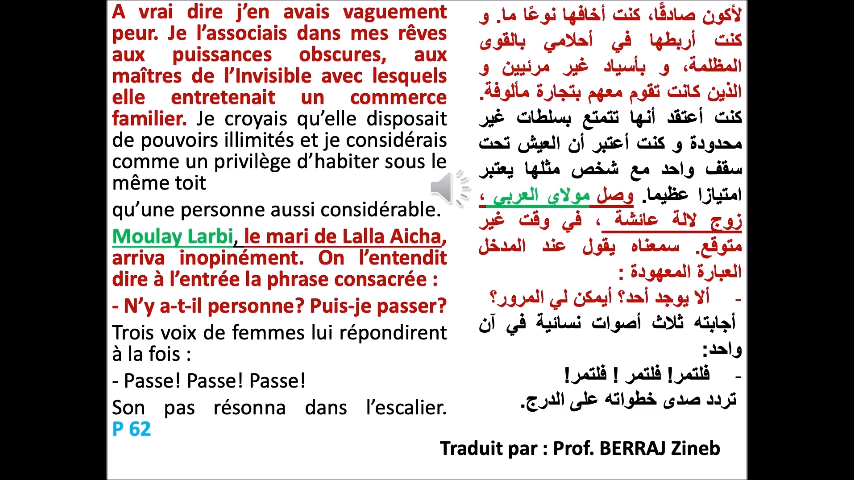 A vrai dire j'en avais vaguement
peur. Je l'associais dans mes rêves
aux puissances obscures, aux
maîtres de l'Invisible avec lesquels
elle entretenait un commerce
familier. Je croyais qu'elle disposait
de pouvoirs illimités et je considérais
comme un privilège d'habiter sous le
même toit
qu'une personne aussi considérable.
Moulay Larbi, le mari de Lalla Aicha,
arriva inopinément. On l'entendit
dire à l'entrée la phrase consacrée :
- N'y a-t-il personne? Puis-je passer?
Trois voix de femmes lui répondirent
à la fois :
- Passe! Passe! Passe!
Son pas résonna dans l'escalier.
P 62
لأكون صادقًا، كنت أخافها نوعًا ما. و
كنت أربطها في أحلامي بالقوى
المظلمة، و بأسياد غير مرئيين و
الذين كانت تقوم معهم بتجارة مألوفة.
كنت أعتقد أنها تتمتع بسلطات غير
محدودة و كنت أعتبر أن العيش تحت
سقف واحد مع شخص مثلها يعتبر
امتيازا عظيما. وصل مولاي العربي ،
زوج لالة عائشة ، في وقت غير
متوقع. سمعناه يقول عند المدخل
العبارة المعهودة :
- ألا يوجد أحد؟ أيمكن لي المرور؟
أجابته ثلاث أصوات نسائية في آن
واحد:
- فلتمر! فلتمر ! فلتمر!
تردد صدى خطواته على الدرج.
Traduit par : Prof. BERRAJ Zineb